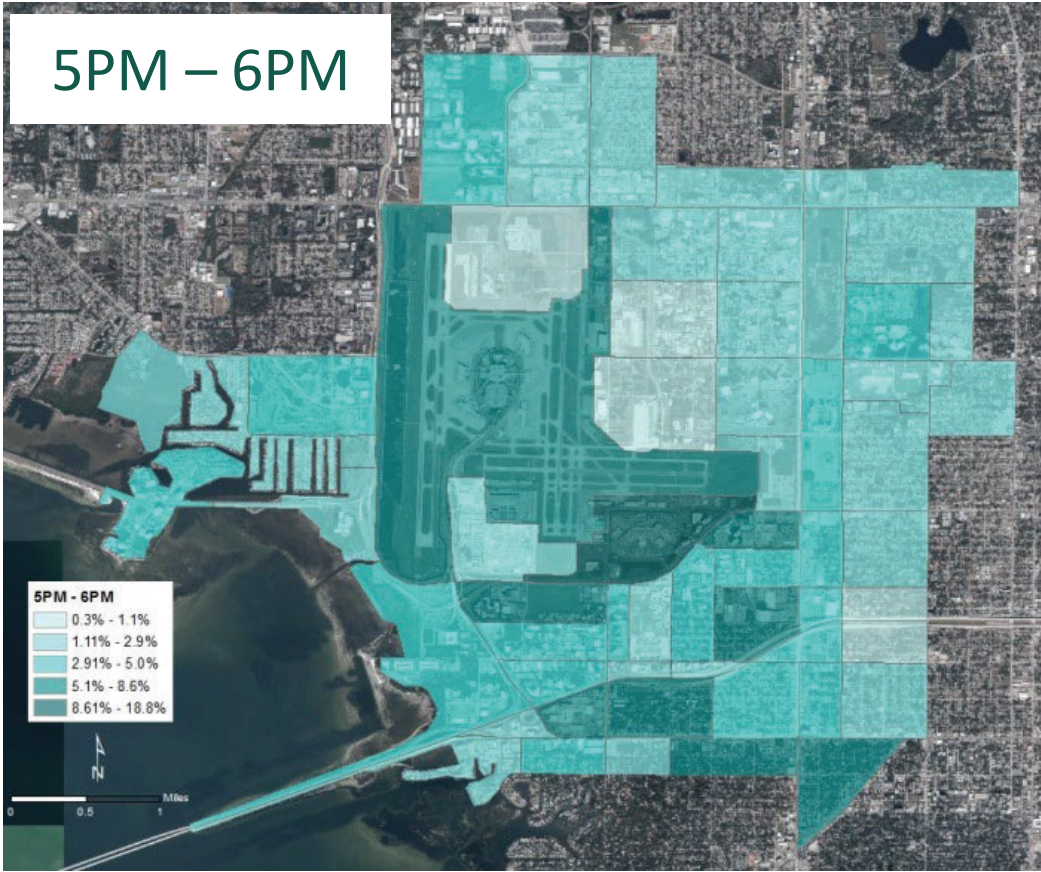 5PM – 6PM
5PM - 6PM
0.3% - 1.1%
1.11% - 2.9%
2.91% - 5.0%
5.1% - 8.6%
8.61% - 18.8%
N
Miles
0 0.5 1